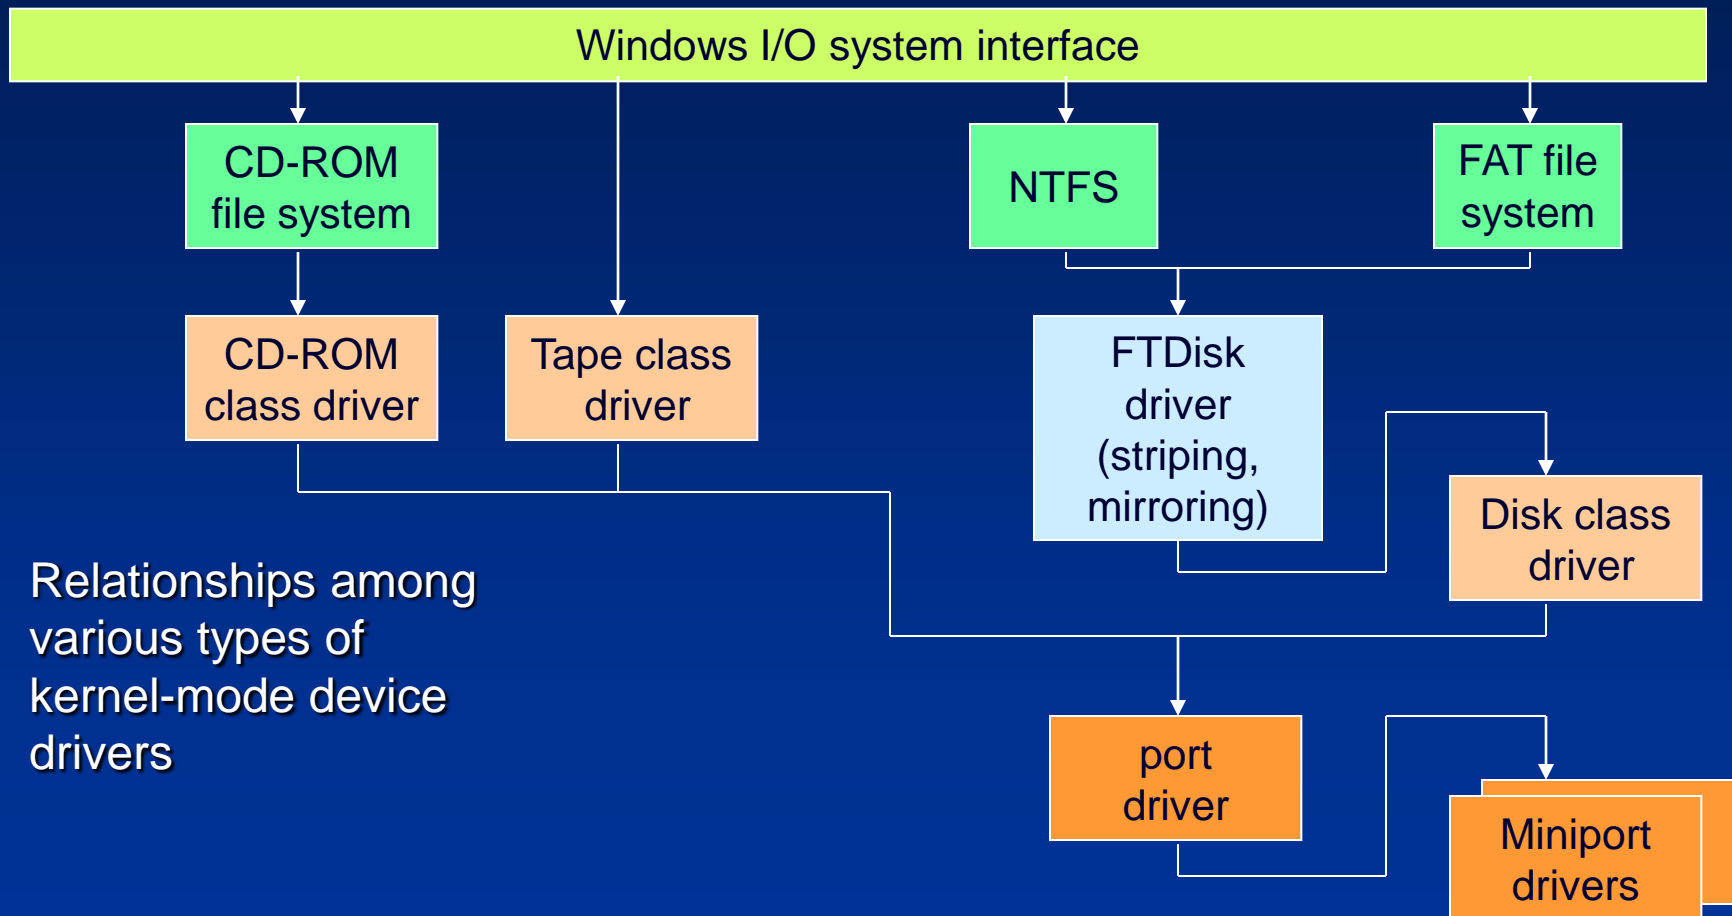 Windows I/O system interface
CD-ROM
file system
NTFS
FAT file
system
CD-ROM
class driver
Tape class
driver
FTDisk
driver
(striping,
mirroring)
Disk class
driver
Relationships among
various types of
kernel-mode device
drivers
port
driver
Miniport
drivers